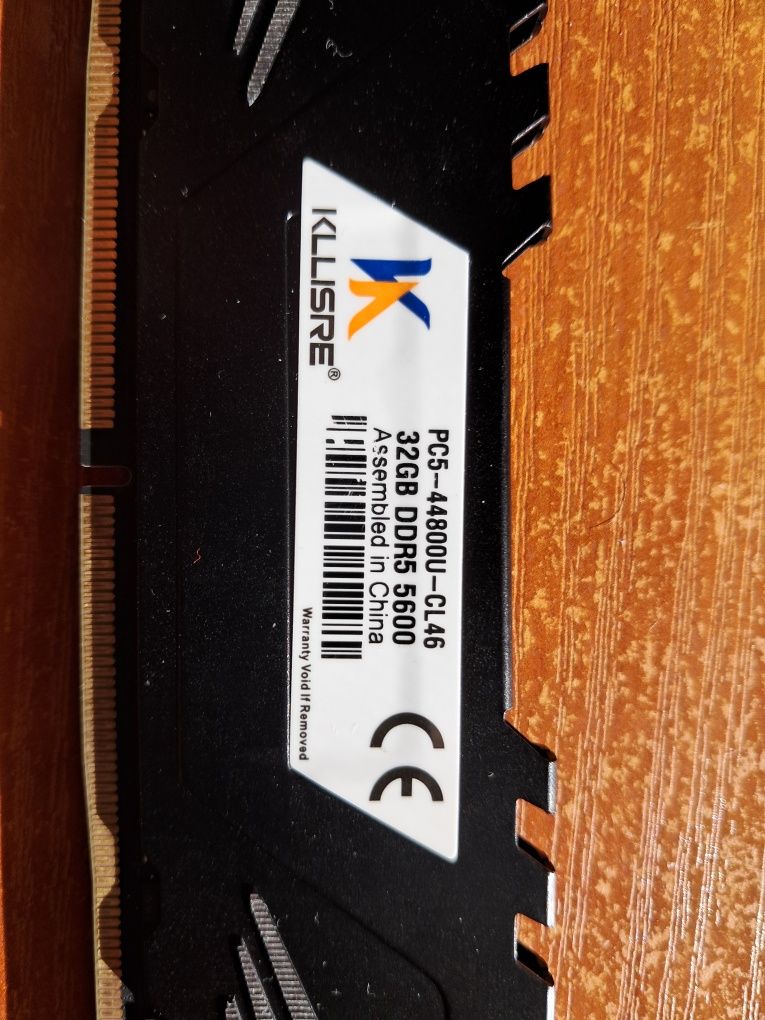 KLLISRE®
PC5-44800U-CL46
32GB DDR5 5600
Assembled in China
Warranty Void If Removed
CE